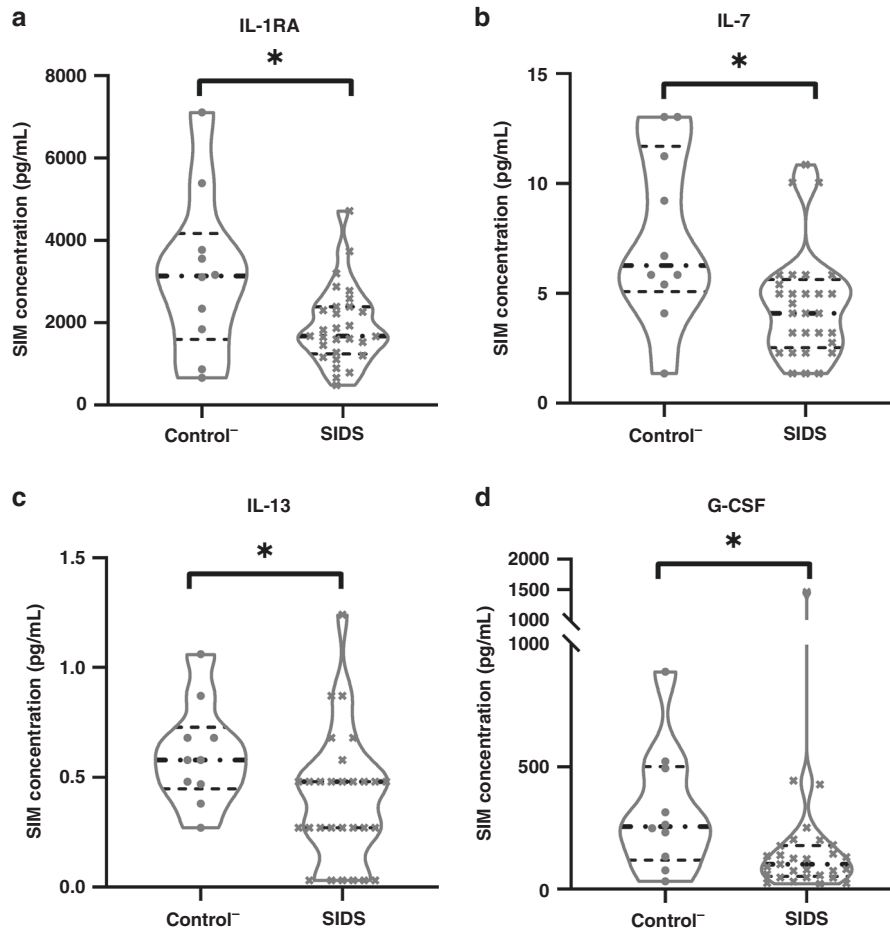 a
IL-1RA
*
8000
6000
4000
2000
0
SIM concentration (pg/mL)
Control⁻
SIDS
b
IL-7
*
15
10
5
0
SIM concentration (pg/mL)
Control⁻
SIDS
c
IL-13
*
1.5
1.0
0.5
0.0
SIM concentration (pg/mL)
Control⁻
SIDS
d
G-CSF
*
2000
1500
1000
1000
500
0
SIM concentration (pg/mL)
Control⁻
SIDS